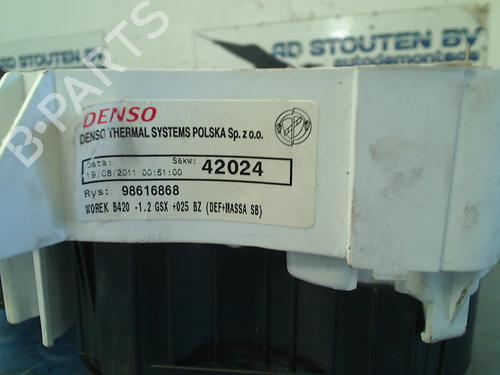 AD STOUTEN BV
autodemontage
B-PARTS
DENSO
DENSO THERMAL SYSTEMS POLSKA Sp. z o.o.
Data: Sekw:
19/08/2011 00:51:00 42024
Rys: 98616868
WOREK B420 -1.2 GSX +025 BZ (DEF+MASSA SB)